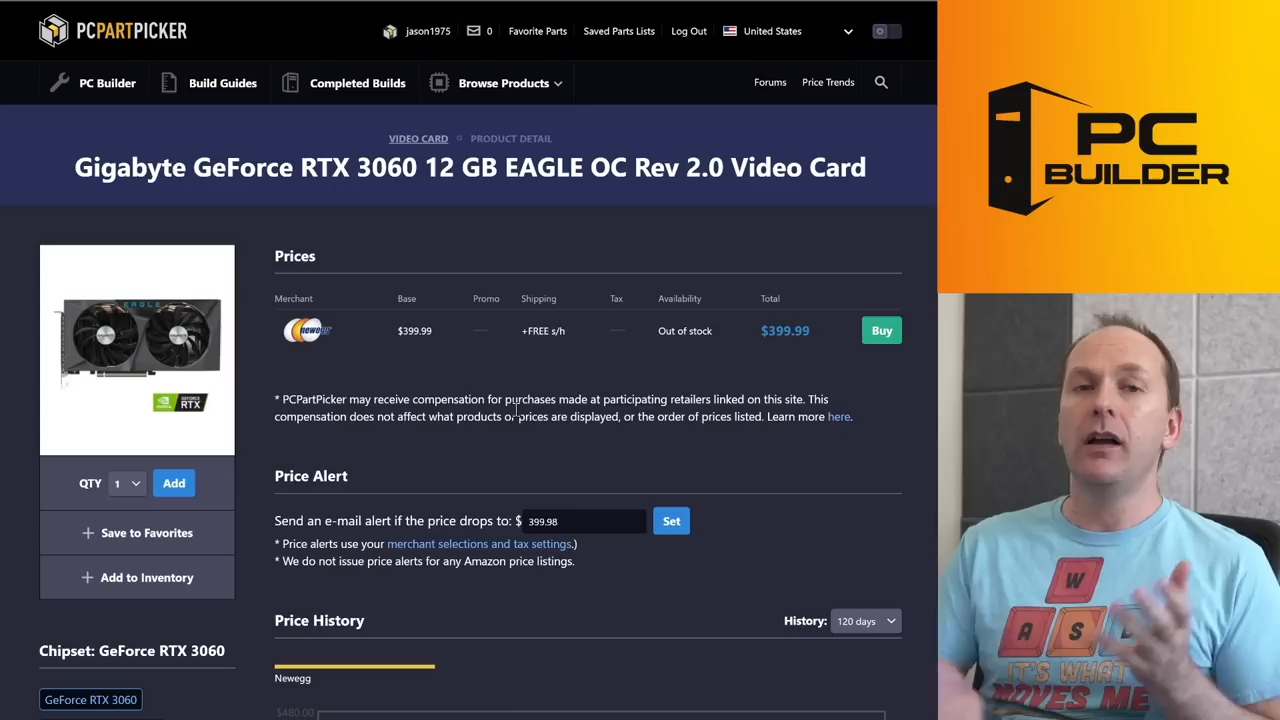 PCPARTPICKER
jason1975
0
Favorite Parts
Saved Parts Lists
Log Out
United States
PC Builder
Build Guides
Completed Builds
Browse Products
Forums
Price Trends
VIDEO CARD
PRODUCT DETAIL
Gigabyte GeForce RTX 3060 12 GB EAGLE OC Rev 2.0 Video Card
PC
BUILDER
EAGLE
GEFORCE
RTX
QTY 1 Add
Save to Favorites
Add to Inventory
Chipset: GeForce RTX 3060
GeForce RTX 3060
Prices
Merchant Base Promo Shipping Tax Availability Total
newegg $399.99 +FREE s/h Out of stock $399.99 Buy
* PCPartPicker may receive compensation for purchases made at participating retailers linked on this site. This
compensation does not affect what products or prices are displayed, or the order of prices listed. Learn more here.
Price Alert
Send an e-mail alert if the price drops to: $ 399.98 Set
* Price alerts use your merchant selections and tax settings.)
* We do not issue price alerts for any Amazon price listings.
Price History
History: 120 days
Newegg
$480.00
W
A S
IT'S WHAT
MOVES ME